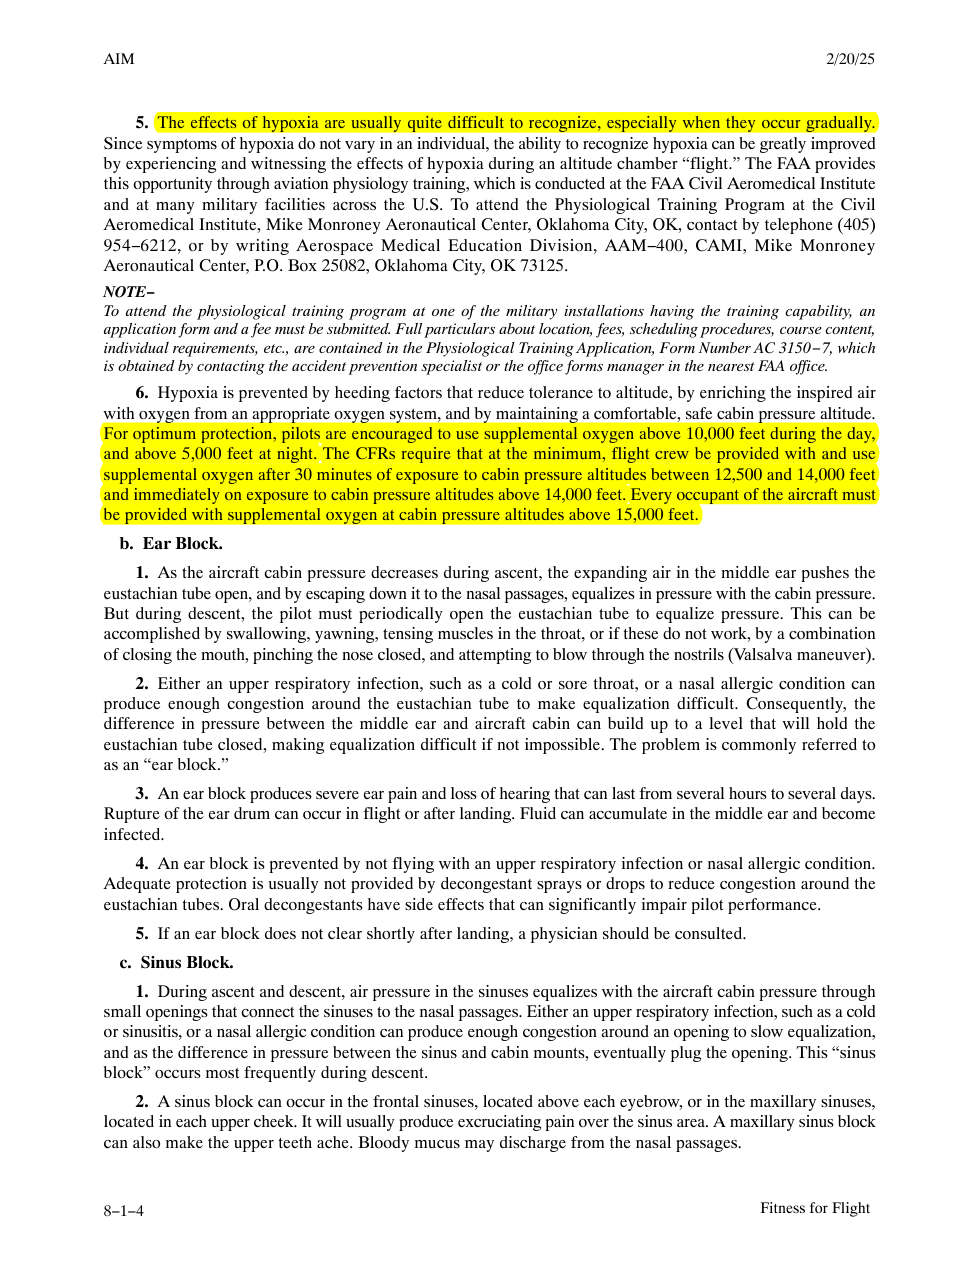 AIM
2/20/25
5. The effects of hypoxia are usually quite difficult to recognize, especially when they occur gradually.
Since symptoms of hypoxia do not vary in an individual, the ability to recognize hypoxia can be greatly improved
by experiencing and witnessing the effects of hypoxia during an altitude chamber “flight.” The FAA provides
this opportunity through aviation physiology training, which is conducted at the FAA Civil Aeromedical Institute
and at many military facilities across the U.S. To attend the Physiological Training Program at the Civil
Aeromedical Institute, Mike Monroney Aeronautical Center, Oklahoma City, OK, contact by telephone (405)
954−6212, or by writing Aerospace Medical Education Division, AAM−400, CAMI, Mike Monroney
Aeronautical Center, P.O. Box 25082, Oklahoma City, OK 73125.
NOTE−
To attend the physiological training program at one of the military installations having the training capability, an
application form and a fee must be submitted. Full particulars about location, fees, scheduling procedures, course content,
individual requirements, etc., are contained in the Physiological Training Application, Form Number AC 3150−7, which
is obtained by contacting the accident prevention specialist or the office forms manager in the nearest FAA office.
6. Hypoxia is prevented by heeding factors that reduce tolerance to altitude, by enriching the inspired air
with oxygen from an appropriate oxygen system, and by maintaining a comfortable, safe cabin pressure altitude.
For optimum protection, pilots are encouraged to use supplemental oxygen above 10,000 feet during the day,
and above 5,000 feet at night. The CFRs require that at the minimum, flight crew be provided with and use
supplemental oxygen after 30 minutes of exposure to cabin pressure altitudes between 12,500 and 14,000 feet
and immediately on exposure to cabin pressure altitudes above 14,000 feet. Every occupant of the aircraft must
be provided with supplemental oxygen at cabin pressure altitudes above 15,000 feet.
b. Ear Block.
1. As the aircraft cabin pressure decreases during ascent, the expanding air in the middle ear pushes the
eustachian tube open, and by escaping down it to the nasal passages, equalizes in pressure with the cabin pressure.
But during descent, the pilot must periodically open the eustachian tube to equalize pressure. This can be
accomplished by swallowing, yawning, tensing muscles in the throat, or if these do not work, by a combination
of closing the mouth, pinching the nose closed, and attempting to blow through the nostrils (Valsalva maneuver).
2. Either an upper respiratory infection, such as a cold or sore throat, or a nasal allergic condition can
produce enough congestion around the eustachian tube to make equalization difficult. Consequently, the
difference in pressure between the middle ear and aircraft cabin can build up to a level that will hold the
eustachian tube closed, making equalization difficult if not impossible. The problem is commonly referred to
as an “ear block.”
3. An ear block produces severe ear pain and loss of hearing that can last from several hours to several days.
Rupture of the ear drum can occur in flight or after landing. Fluid can accumulate in the middle ear and become
infected.
4. An ear block is prevented by not flying with an upper respiratory infection or nasal allergic condition.
Adequate protection is usually not provided by decongestant sprays or drops to reduce congestion around the
eustachian tubes. Oral decongestants have side effects that can significantly impair pilot performance.
5. If an ear block does not clear shortly after landing, a physician should be consulted.
c. Sinus Block.
1. During ascent and descent, air pressure in the sinuses equalizes with the aircraft cabin pressure through
small openings that connect the sinuses to the nasal passages. Either an upper respiratory infection, such as a cold
or sinusitis, or a nasal allergic condition can produce enough congestion around an opening to slow equalization,
and as the difference in pressure between the sinus and cabin mounts, eventually plug the opening. This “sinus
block” occurs most frequently during descent.
2. A sinus block can occur in the frontal sinuses, located above each eyebrow, or in the maxillary sinuses,
located in each upper cheek. It will usually produce excruciating pain over the sinus area. A maxillary sinus block
can also make the upper teeth ache. Bloody mucus may discharge from the nasal passages.
8−1−4
Fitness for Flight